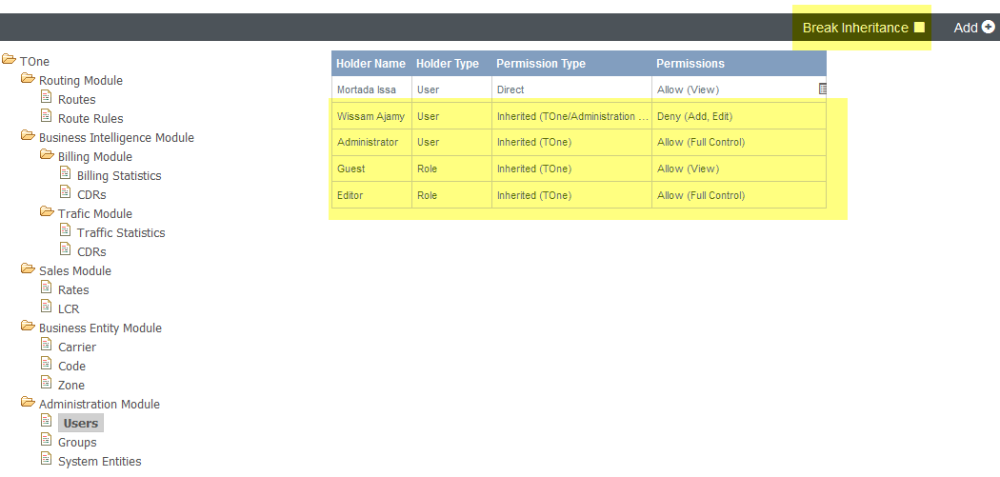 Break Inheritance
Add
TOne
Routing Module
Routes
Route Rules
Business Intelligence Module
Billing Module
Billing Statistics
CDRs
Trafic Module
Traffic Statistics
CDRs
Sales Module
Rates
LCR
Business Entity Module
Carrier
Code
Zone
Administration Module
Users
Groups
System Entities
Holder Name Holder Type Permission Type Permissions
Mortada Issa User Direct Allow (View)
Wissam Ajamy User Inherited (TOne/Administration ... Deny (Add, Edit)
Administrator User Inherited (TOne) Allow (Full Control)
Guest Role Inherited (TOne) Allow (View)
Editor Role Inherited (TOne) Allow (Full Control)